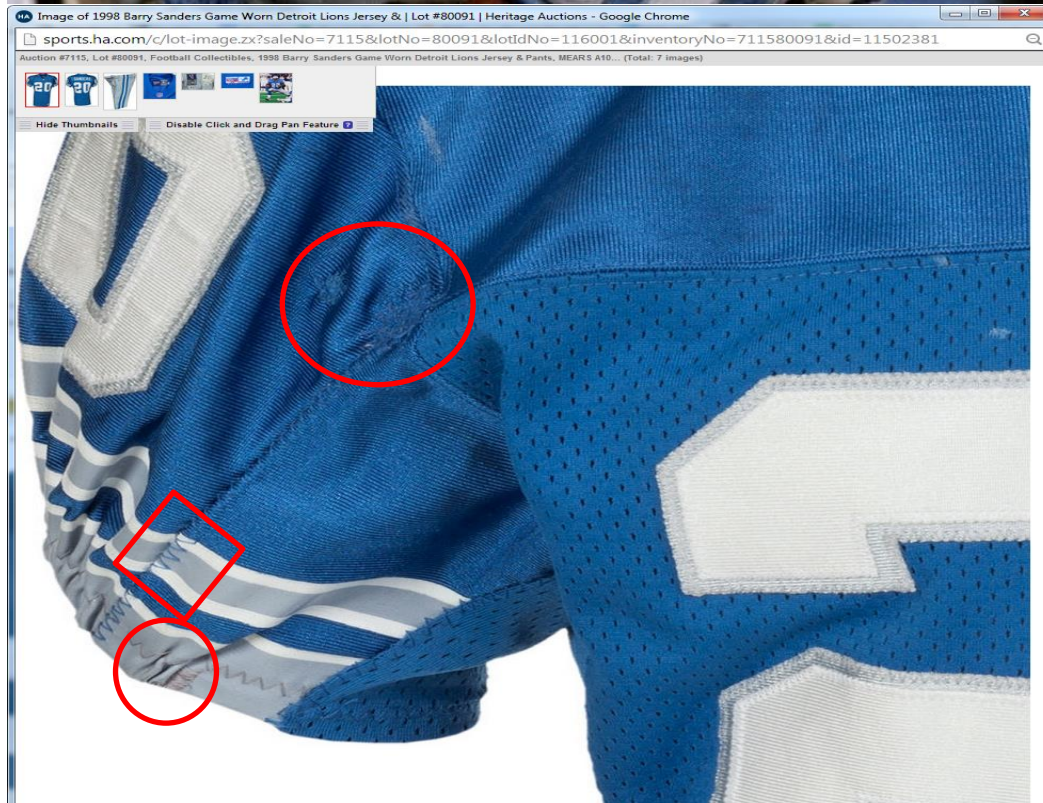 Image of 1998 Barry Sanders Game Worn Detroit Lions Jersey & | Lot #80091 | Heritage Auctions - Google Chrome
sports.ha.com/c/lot-image.zx?saleNo=7115&lotNo=80091&lotIdNo=116001&inventoryNo=711580091&id=11502381
Auction #7115, Lot #80091, Football Collectibles, 1998 Barry Sanders Game Worn Detroit Lions Jersey & Pants, MEARS A10... (Total: 7 images)
20 20
Hide Thumbnails Disable Click and Drag Pan Feature ?